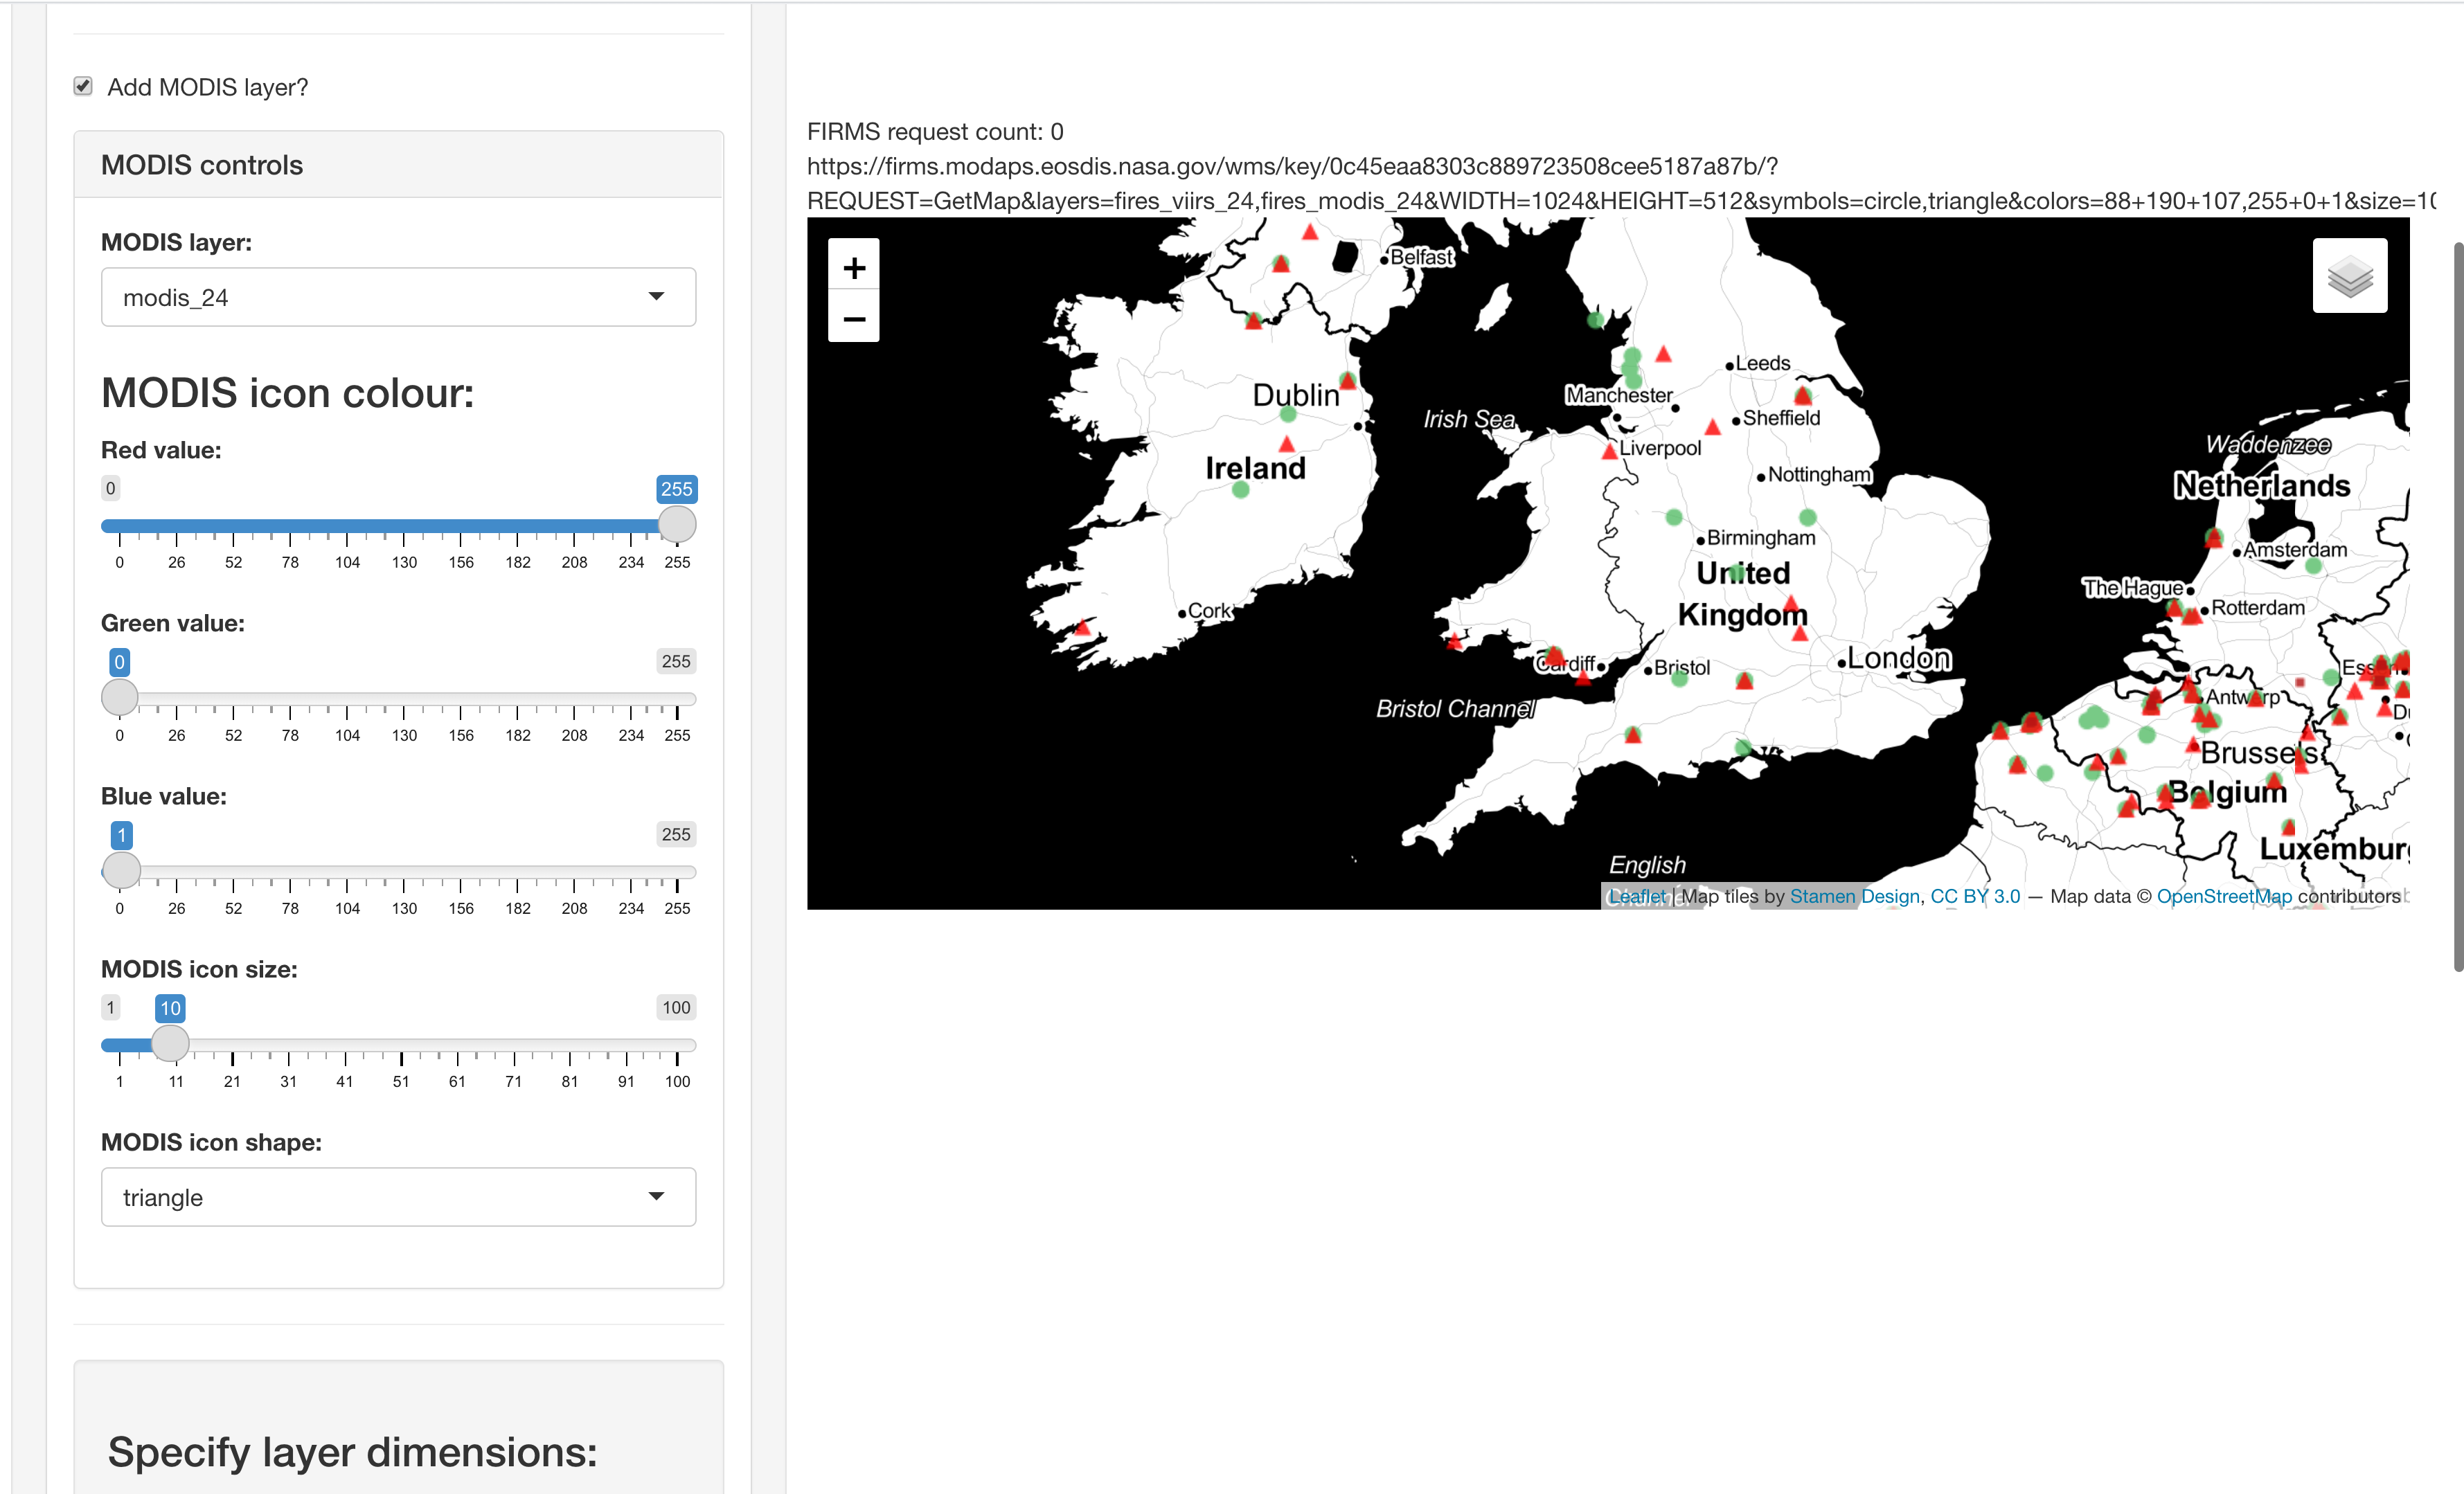 Add MODIS layer?
MODIS controls
MODIS layer:
modis_24
MODIS icon colour:
Red value:
0 255
0 26 52 78 104 130 156 182 208 234 255
Green value:
0 255
0 26 52 78 104 130 156 182 208 234 255
Blue value:
1 255
0 26 52 78 104 130 156 182 208 234 255
MODIS icon size:
1 10 100
1 11 21 31 41 51 61 71 81 91 100
MODIS icon shape:
triangle
Specify layer dimensions:
FIRMS request count: 0
https://firms.modaps.eosdis.nasa.gov/wms/key/0c45eaa8303c889723508cee5187a87b/?
REQUEST=GetMap&layers=fires_viirs_24,fires_modis_24&WIDTH=1024&HEIGHT=512&symbols=circle,triangle&colors=88+190+107,255+0+1&size=10
+
−
Belfast
Leeds
Dublin
Manchester
Irish Sea
Sheffield
Liverpool
Waddenzee
Ireland
Nottingham
Netherlands
Birmingham
Amsterdam
United
Kingdom
The Hague
Rotterdam
Cork
Cardiff
Bristol
London
Antwerp
Bristol Channel
Brussels
Belgium
Luxembur
English
Channel
Leaflet | Map tiles by Stamen Design, CC BY 3.0 — Map data © OpenStreetMap contributors